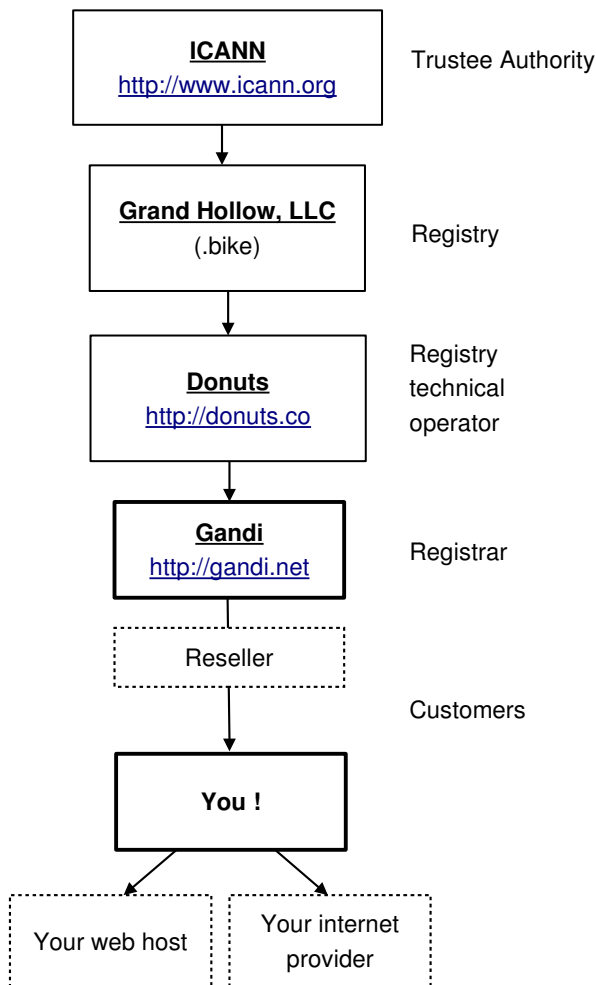 ICANN
http://www.icann.org
Trustee Authority
Grand Hollow, LLC
(.bike)
Registry
Donuts
http://donuts.co
Registry
technical
operator
Gandi
http://gandi.net
Registrar
Reseller
Customers
You !
Your web host
Your internet
provider